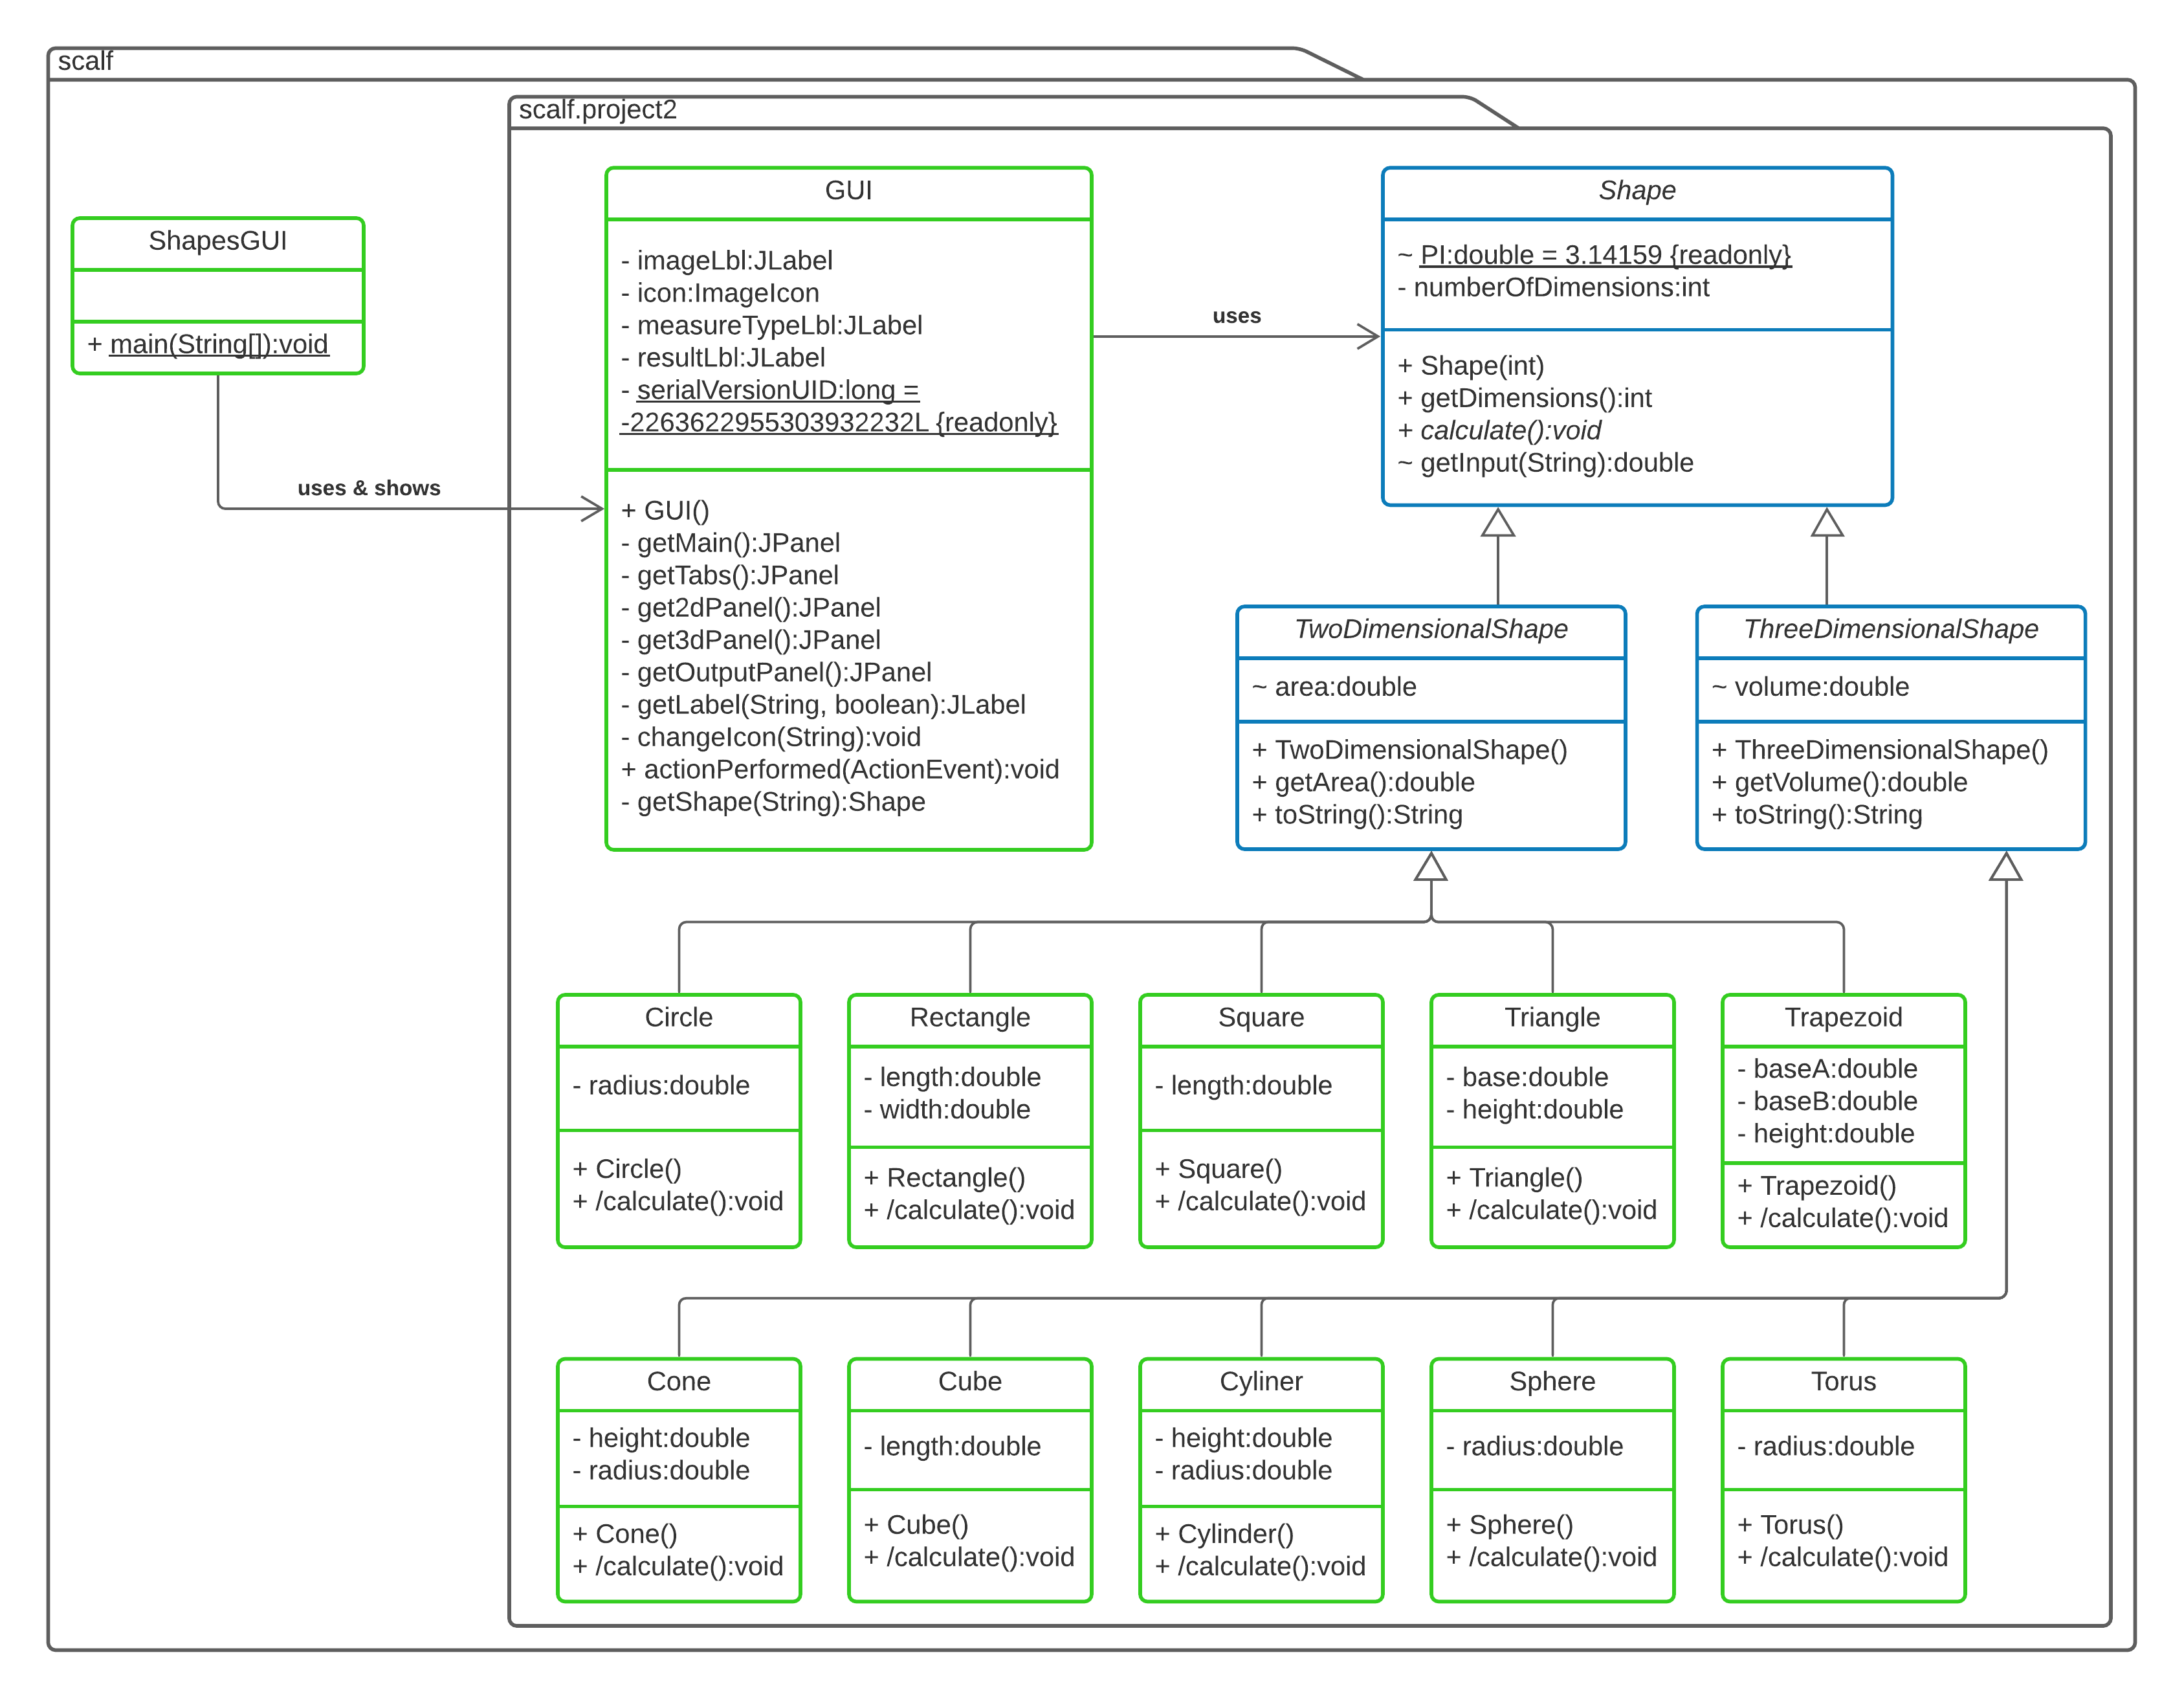 scalf
scalf.project2
ShapesGUI
+ main(String[]):void
uses & shows
GUI
- imageLbl:JLabel
- icon:ImageIcon
- measureTypeLbl:JLabel
- resultLbl:JLabel
- serialVersionUID:long =
-2263622955303932232L {readonly}
+ GUI()
- getMain():JPanel
- getTabs():JPanel
- get2dPanel():JPanel
- get3dPanel():JPanel
- getOutputPanel():JPanel
- getLabel(String, boolean):JLabel
- changeIcon(String):void
+ actionPerformed(ActionEvent):void
- getShape(String):Shape
uses
Shape
~ PI:double = 3.14159 {readonly}
- numberOfDimensions:int
+ Shape(int)
+ getDimensions():int
+ calculate():void
~ getInput(String):double
TwoDimensionalShape
~ area:double
+ TwoDimensionalShape()
+ getArea():double
+ toString():String
ThreeDimensionalShape
~ volume:double
+ ThreeDimensionalShape()
+ getVolume():double
+ toString():String
Circle
- radius:double
+ Circle()
+ /calculate():void
Rectangle
- length:double
- width:double
+ Rectangle()
+ /calculate():void
Square
- length:double
+ Square()
+ /calculate():void
Triangle
- base:double
- height:double
+ Triangle()
+ /calculate():void
Trapezoid
- baseA:double
- baseB:double
- height:double
+ Trapezoid()
+ /calculate():void
Cone
- height:double
- radius:double
+ Cone()
+ /calculate():void
Cube
- length:double
+ Cube()
+ /calculate():void
Cyliner
- height:double
- radius:double
+ Cylinder()
+ /calculate():void
Sphere
- radius:double
+ Sphere()
+ /calculate():void
Torus
- radius:double
+ Torus()
+ /calculate():void